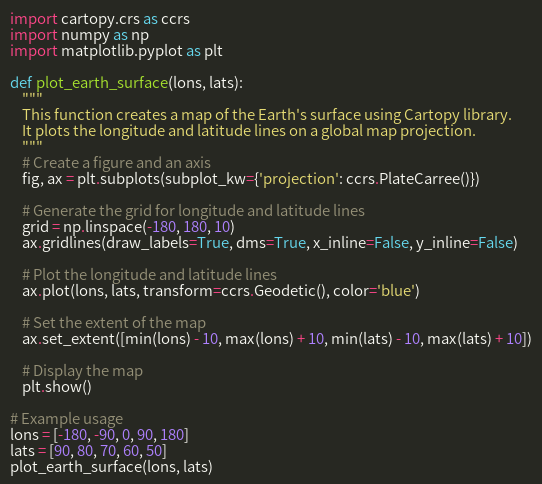 import cartopy.crs as ccrs
import numpy as np
import matplotlib.pyplot as plt

def plot_earth_surface(lons, lats):
    """
    This function creates a map of the Earth's surface using Cartopy library.
    It plots the longitude and latitude lines on a global map projection.
    """
    # Create a figure and an axis
    fig, ax = plt.subplots(subplot_kw={'projection': ccrs.PlateCarree()})

    # Generate the grid for longitude and latitude lines
    grid = np.linspace(-180, 180, 10)
    ax.gridlines(draw_labels=True, dms=True, x_inline=False, y_inline=False)

    # Plot the longitude and latitude lines
    ax.plot(lons, lats, transform=ccrs.Geodetic(), color='blue')

    # Set the extent of the map
    ax.set_extent([min(lons) - 10, max(lons) + 10, min(lats) - 10, max(lats) + 10])

    # Display the map
    plt.show()

# Example usage
lons = [-180, -90, 0, 90, 180]
lats = [90, 80, 70, 60, 50]
plot_earth_surface(lons, lats)